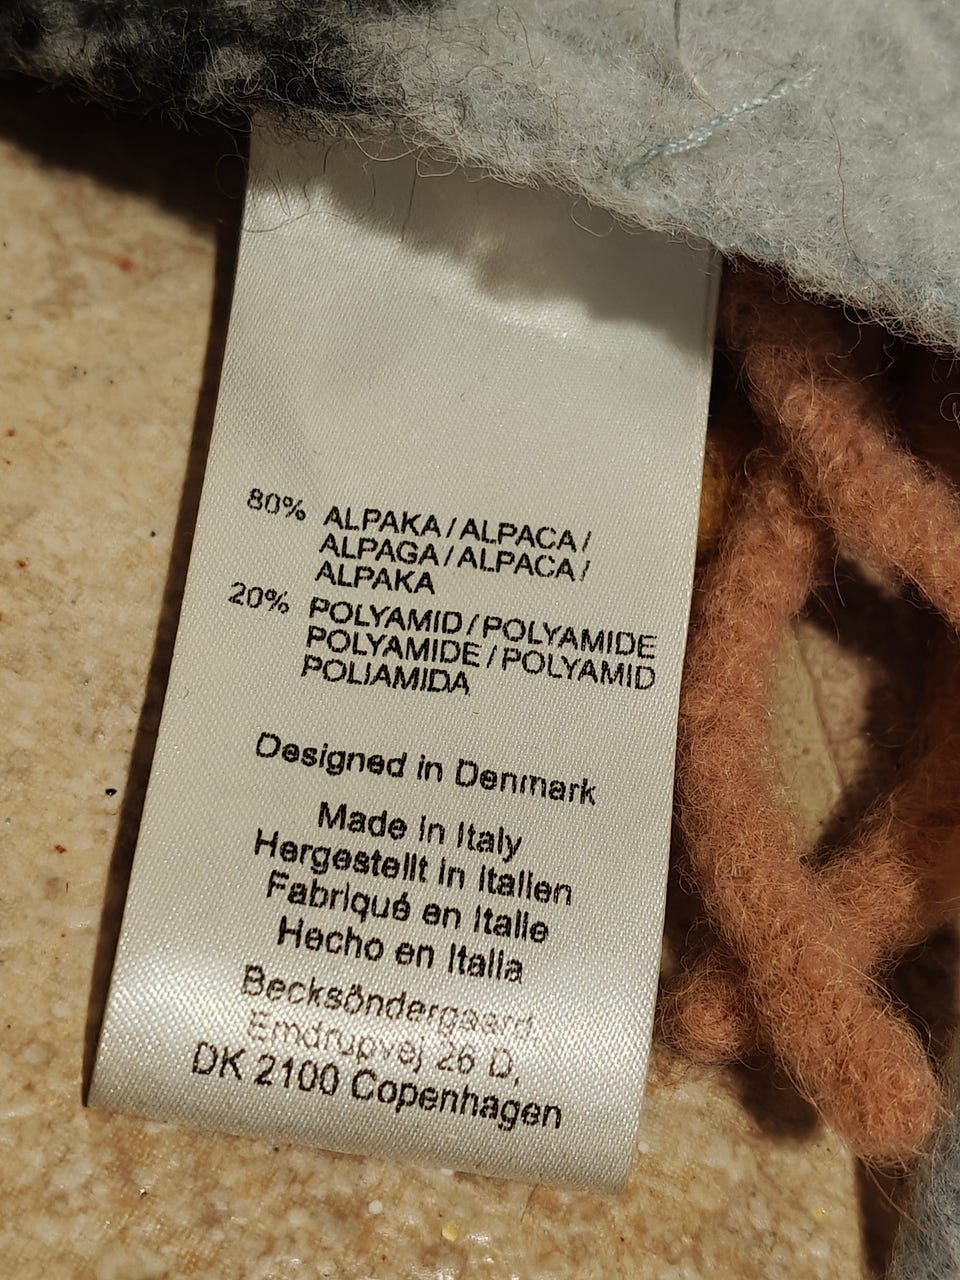 80% ALPAKA / ALPACA /
ALPAGA / ALPACA /
ALPAKA
20% POLYAMID / POLYAMIDE
POLYAMIDE / POLYAMID
POLIAMIDA
Designed in Denmark
Made in Italy
Hergestellt in Italien
Fabriqué en Italie
Hecho en Italia
Becksöndergaard,
Emdrupvej 26 D,
DK 2100 Copenhagen